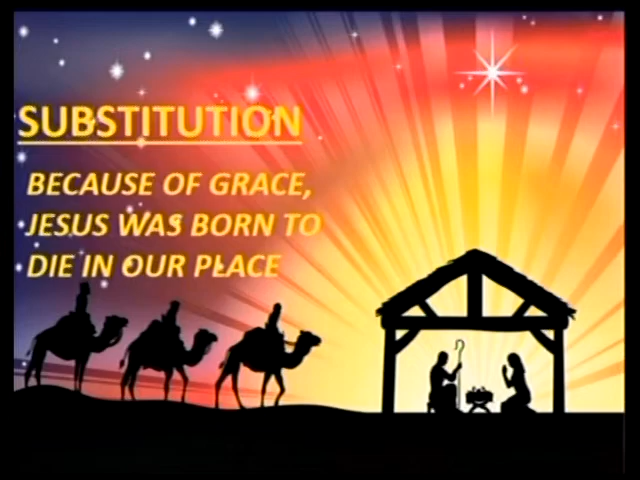 SUBSTITUTION
BECAUSE OF GRACE,
JESUS WAS BORN TO
DIE IN OUR PLACE